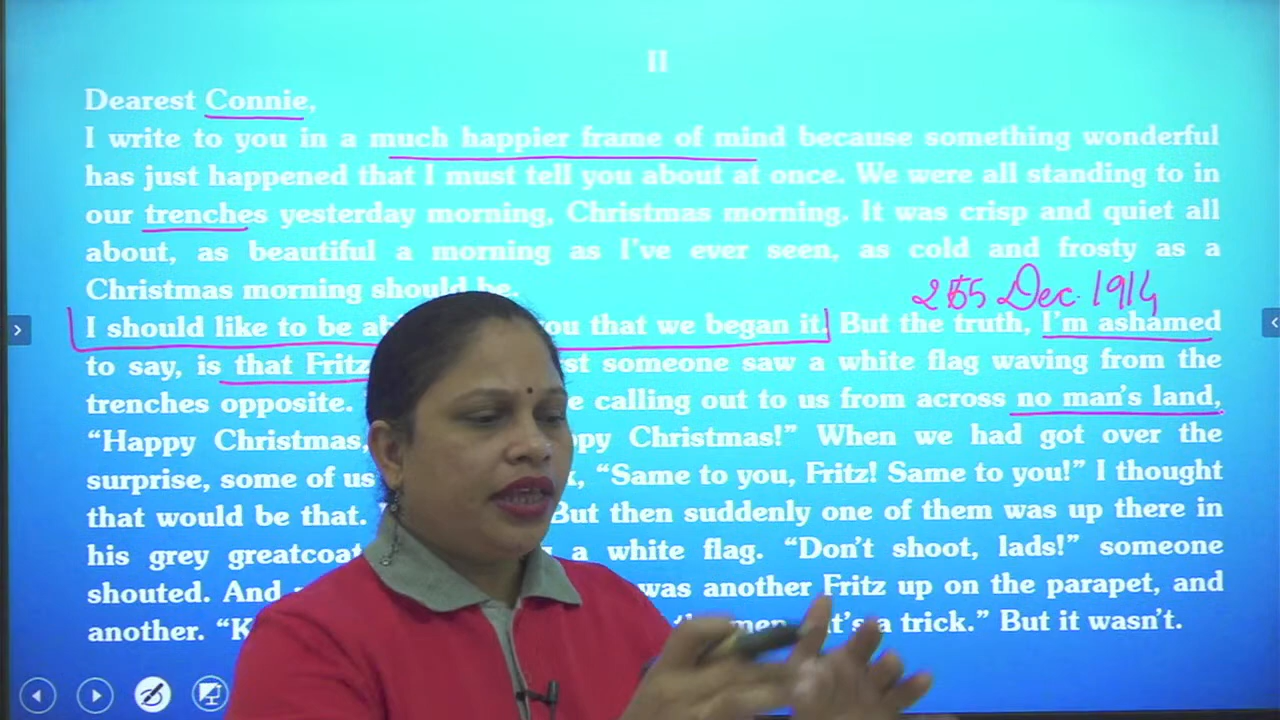 II
Dearest Connie,
I write to you in a much happier frame of mind because something wonderful
has just happened that I must tell you about at once. We were all standing to in
our trenches yesterday morning, Christmas morning. It was crisp and quiet all
about, as beautiful a morning as I've ever seen, as cold and frosty as a
Christmas morning should be.
25 Dec. 1914
I should like to be you that we began it. But the truth, I'm ashamed
to say, is that Fritz someone saw a white flag waving from the
trenches opposite. calling out to us from across no man's land,
"Happy Christmas, Christmas!" When we had got over the
surprise, some of us "Same to you, Fritz! Same to you!" I thought
that would be that. But then suddenly one of them was up there in
his grey greatcoat a white flag. "Don't shoot, lads!" someone
shouted. And was another Fritz up on the parapet, and
another. a trick." But it wasn't.